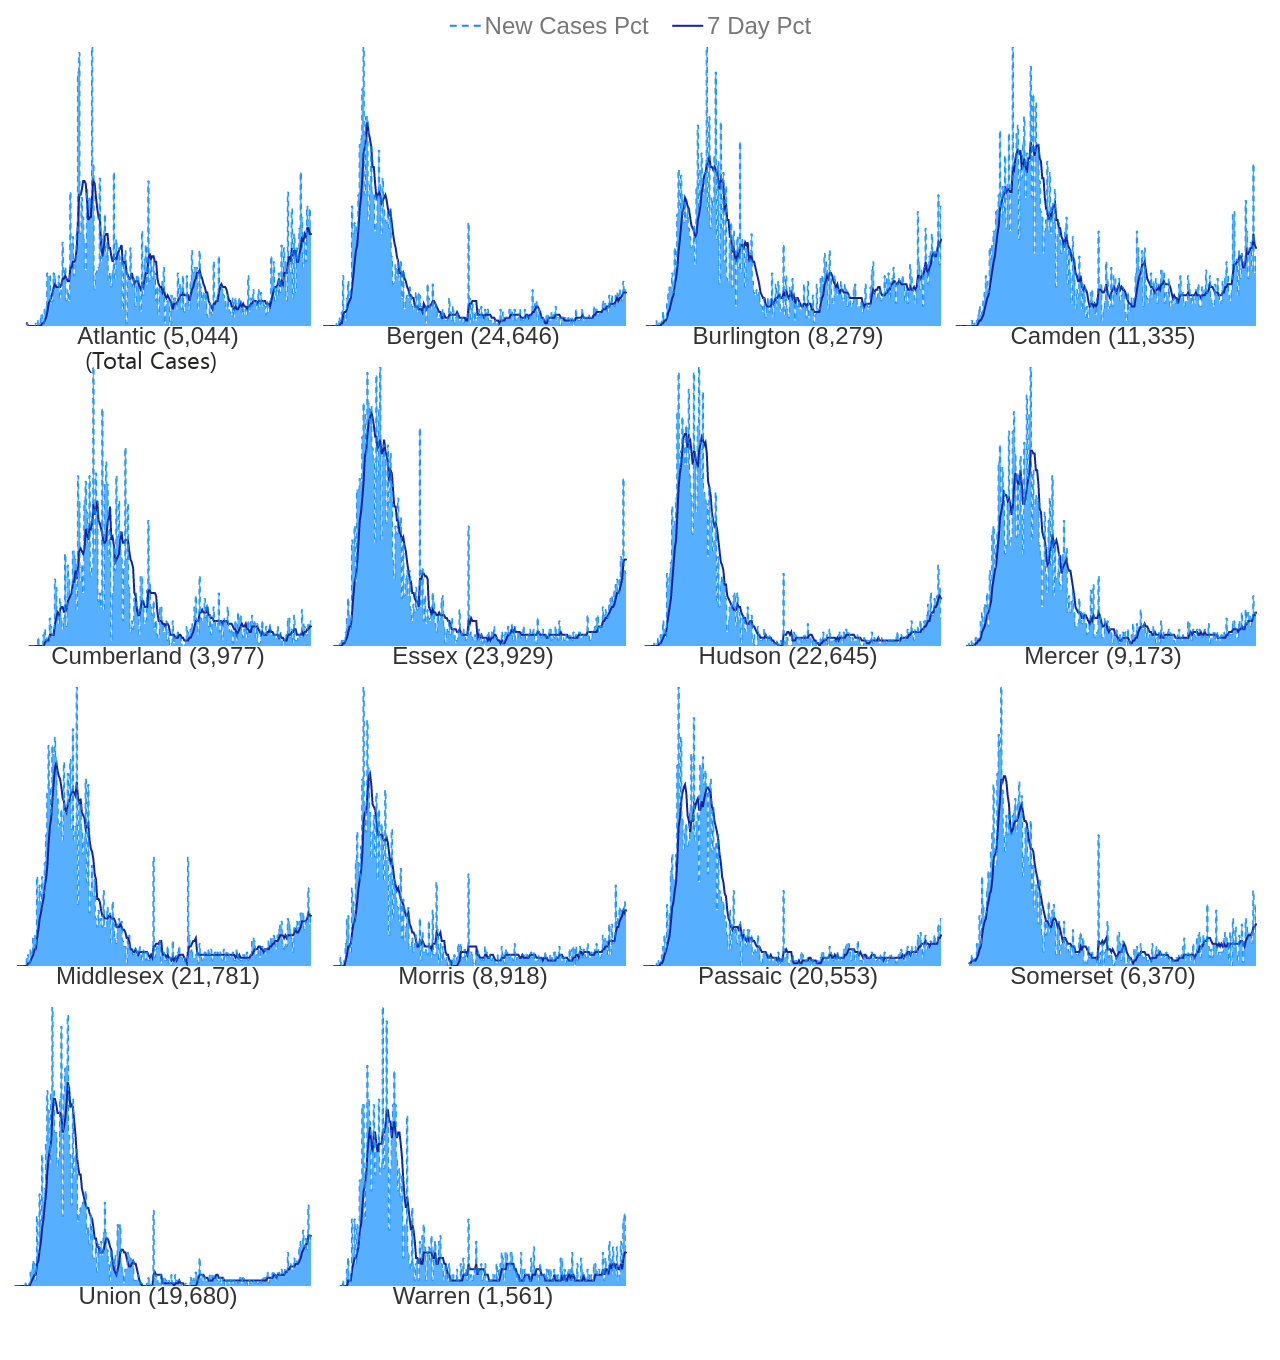 New Cases Pct 7 Day Pct
Atlantic (5,044) Bergen (24,646) Burlington (8,279) Camden (11,335)
(Total Cases)
Cumberland (3,977) Essex (23,929) Hudson (22,645) Mercer (9,173)
Middlesex (21,781) Morris (8,918) Passaic (20,553) Somerset (6,370)
Union (19,680) Warren (1,561)